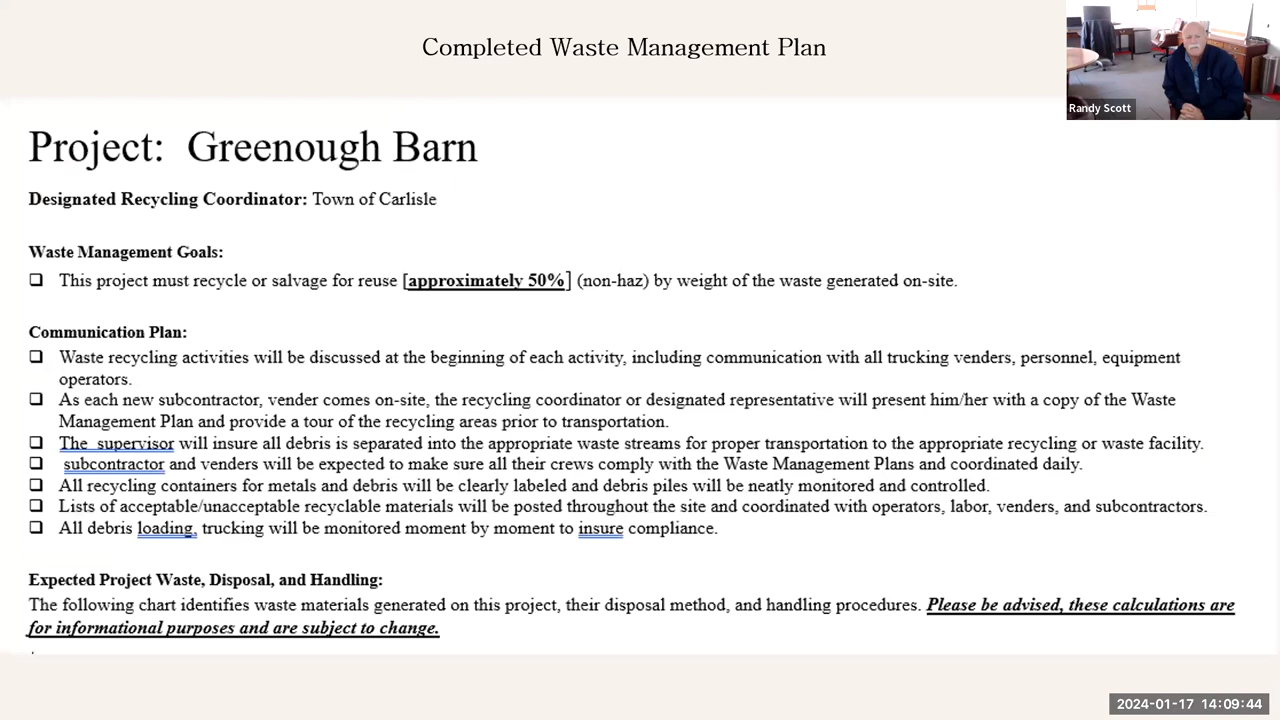 Completed Waste Management Plan
Randy Scott
Project: Greenough Barn
Designated Recycling Coordinator: Town of Carlisle
Waste Management Goals:
❑ This project must recycle or salvage for reuse [approximately 50%] (non-haz) by weight of the waste generated on-site.
Communication Plan:
❑ Waste recycling activities will be discussed at the beginning of each activity, including communication with all trucking venders, personnel, equipment
operators.
❑ As each new subcontractor, vender comes on-site, the recycling coordinator or designated representative will present him/her with a copy of the Waste
Management Plan and provide a tour of the recycling areas prior to transportation.
❑ The supervisor will insure all debris is separated into the appropriate waste streams for proper transportation to the appropriate recycling or waste facility.
❑ subcontractor and venders will be expected to make sure all their crews comply with the Waste Management Plans and coordinated daily.
❑ All recycling containers for metals and debris will be clearly labeled and debris piles will be neatly monitored and controlled.
❑ Lists of acceptable/unacceptable recyclable materials will be posted throughout the site and coordinated with operators, labor, venders, and subcontractors.
❑ All debris loading, trucking will be monitored moment by moment to insure compliance.
Expected Project Waste, Disposal, and Handling:
The following chart identifies waste materials generated on this project, their disposal method, and handling procedures. Please be advised, these calculations are
for informational purposes and are subject to change.
2024-01-17 14:09:44